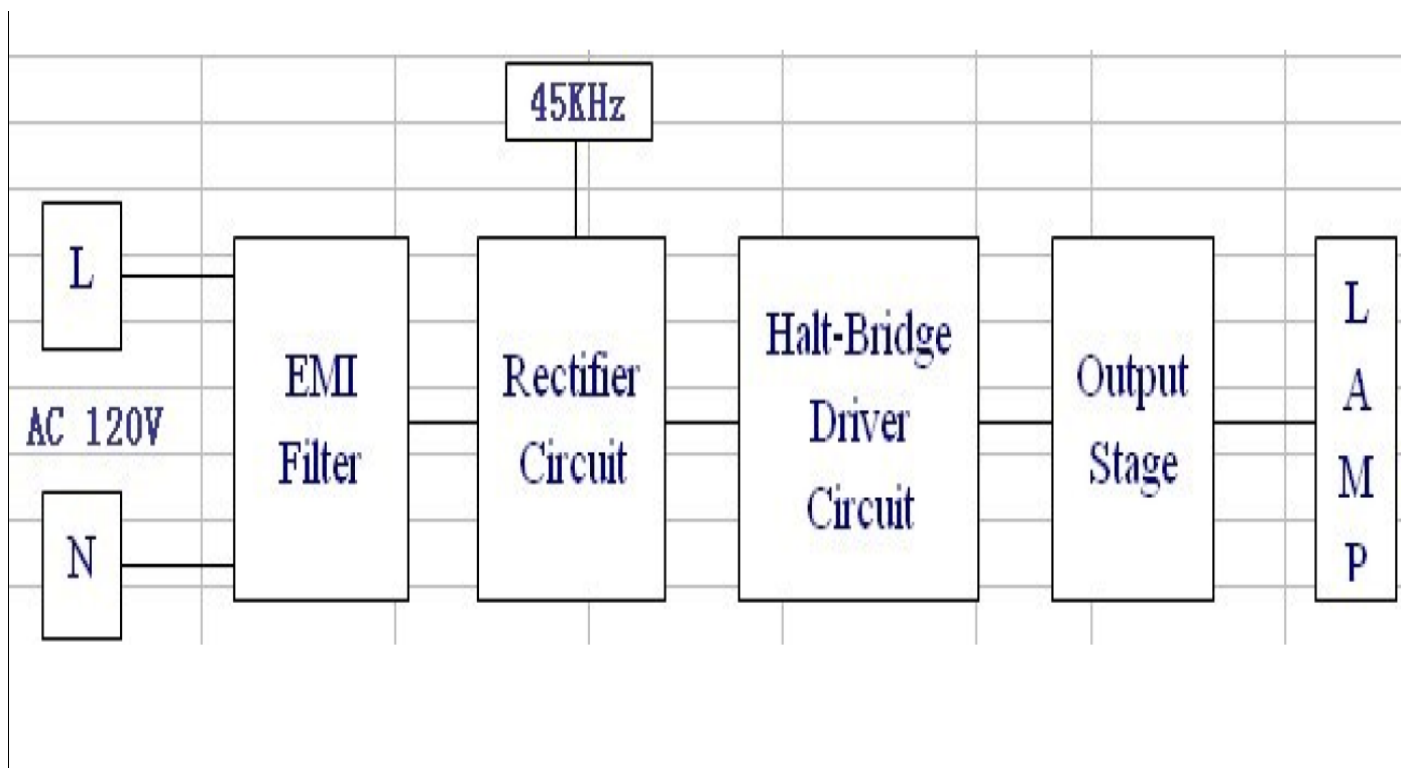 45KHz
L
AC 120V
N
EMI
Filter
Rectifier
Circuit
Halt-Bridge
Driver
Circuit
Output
Stage
L
A
M
P